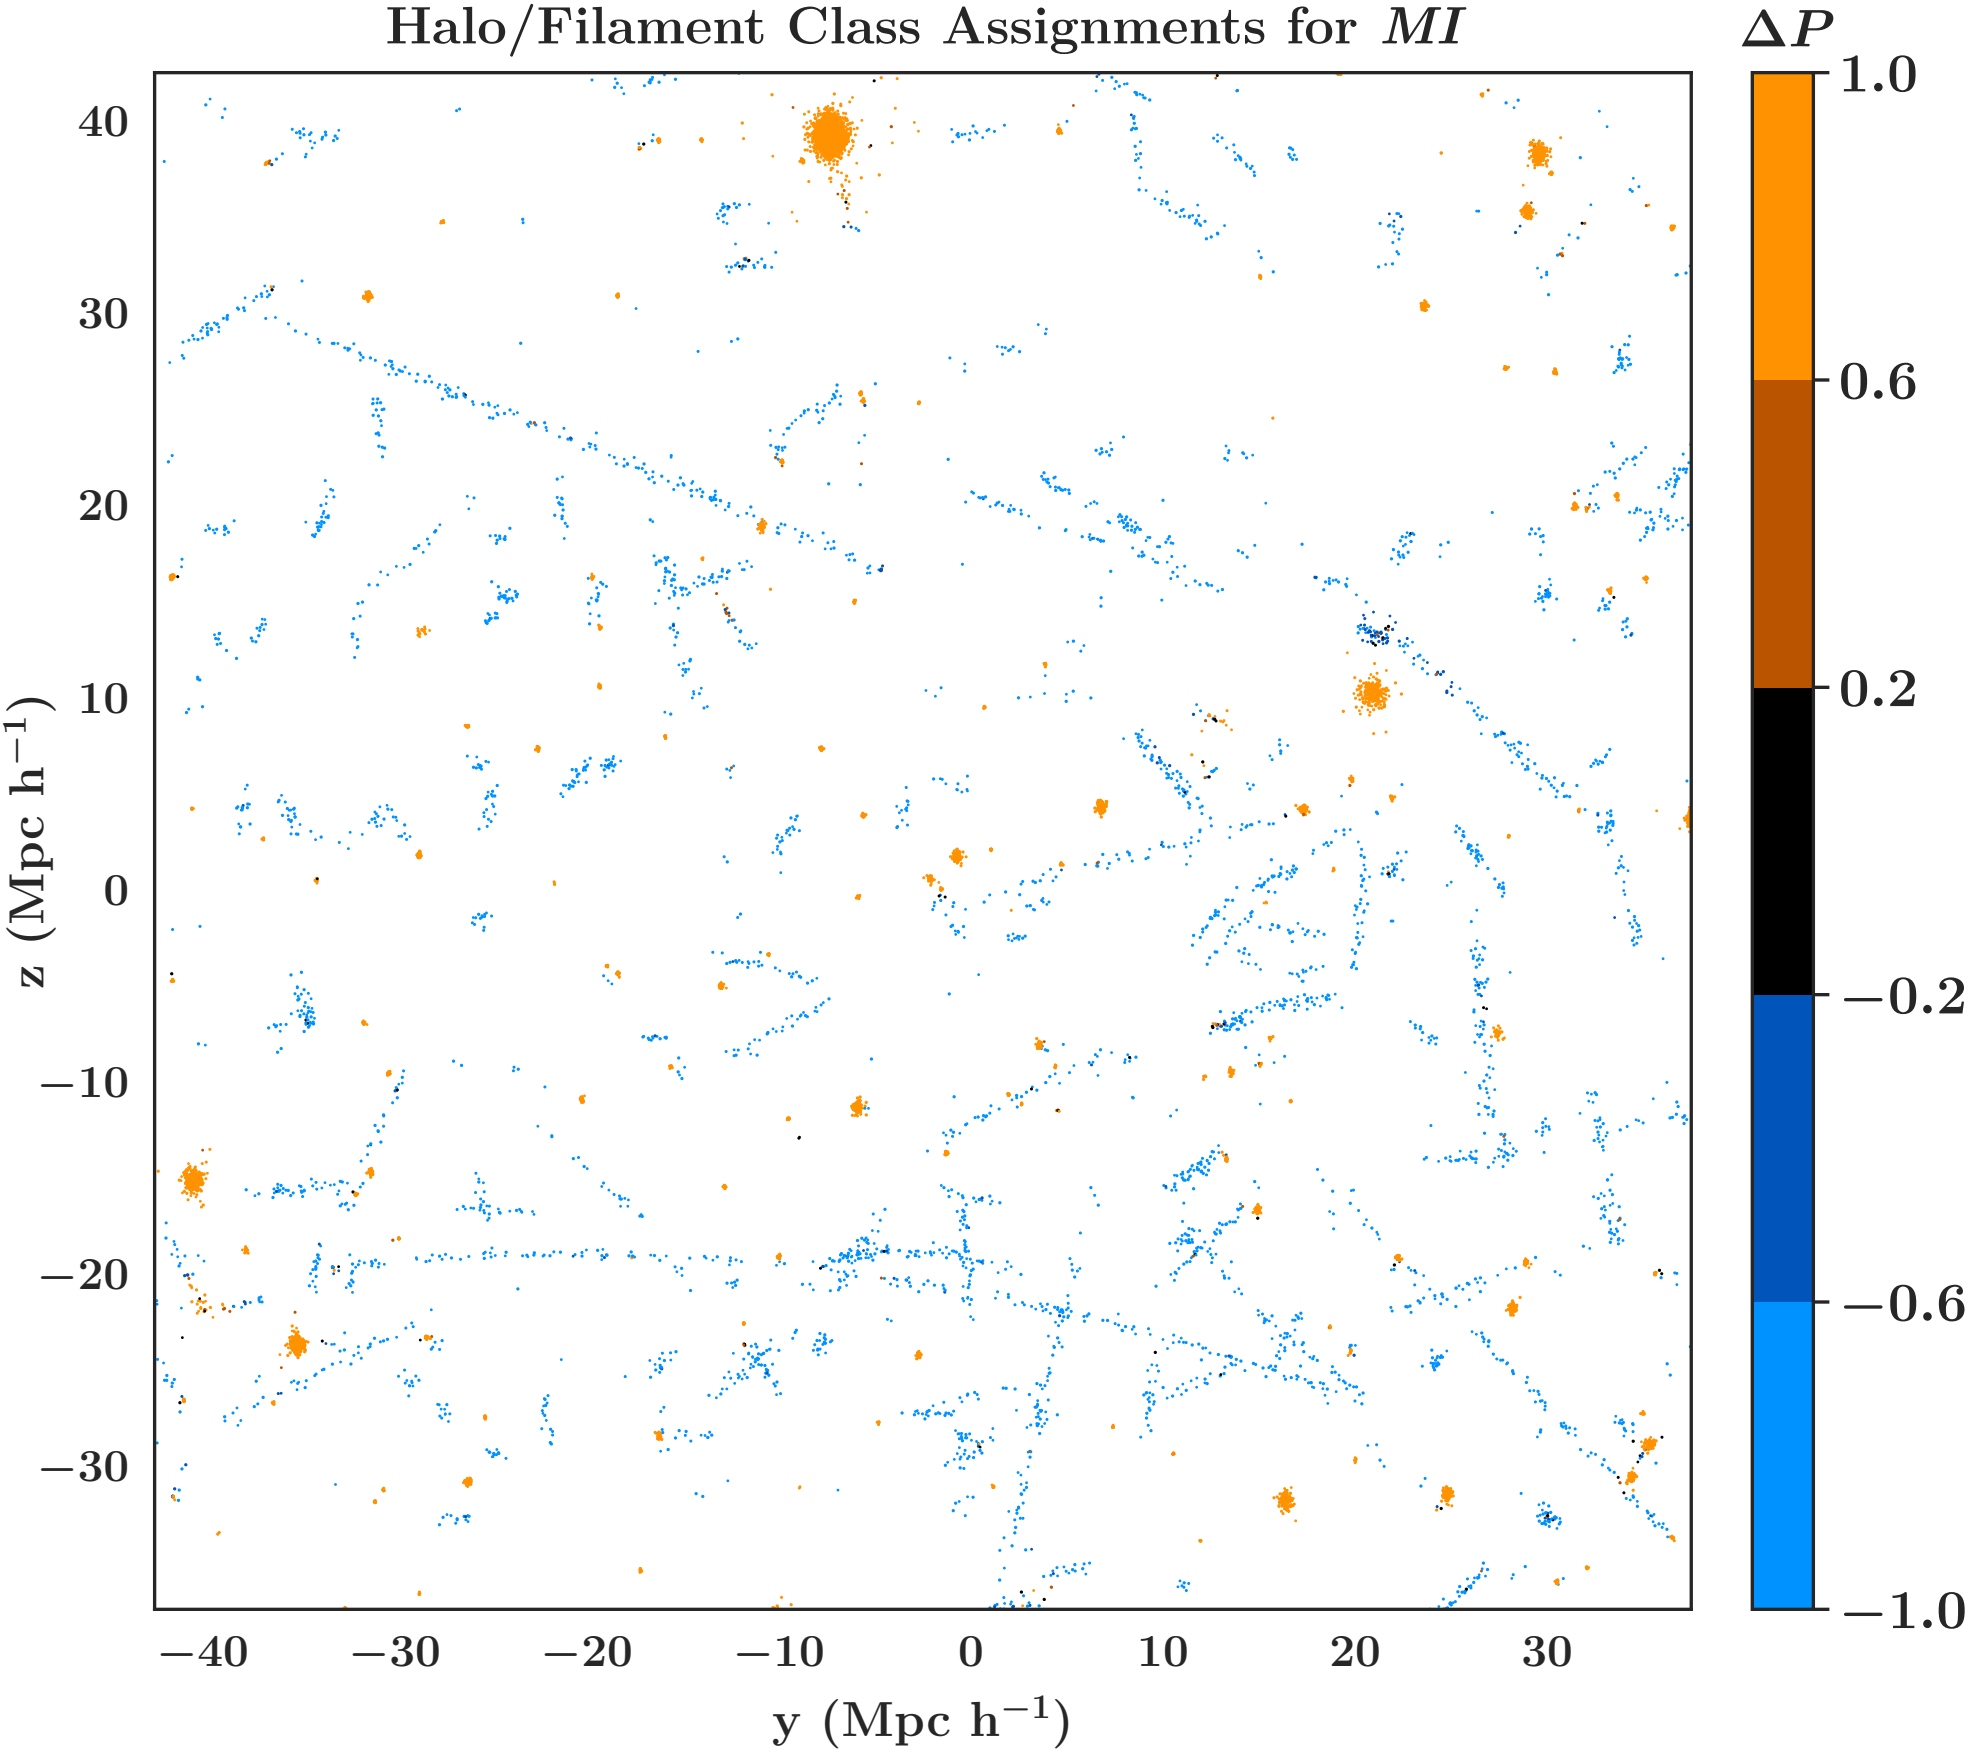 Halo/Filament Class Assignments for MI
ΔP
40
30
20
10
0
−10
−20
−30
z (Mpc h⁻¹)
−40 −30 −20 −10 0 10 20 30
y (Mpc h⁻¹)
1.0
0.6
0.2
−0.2
−0.6
−1.0